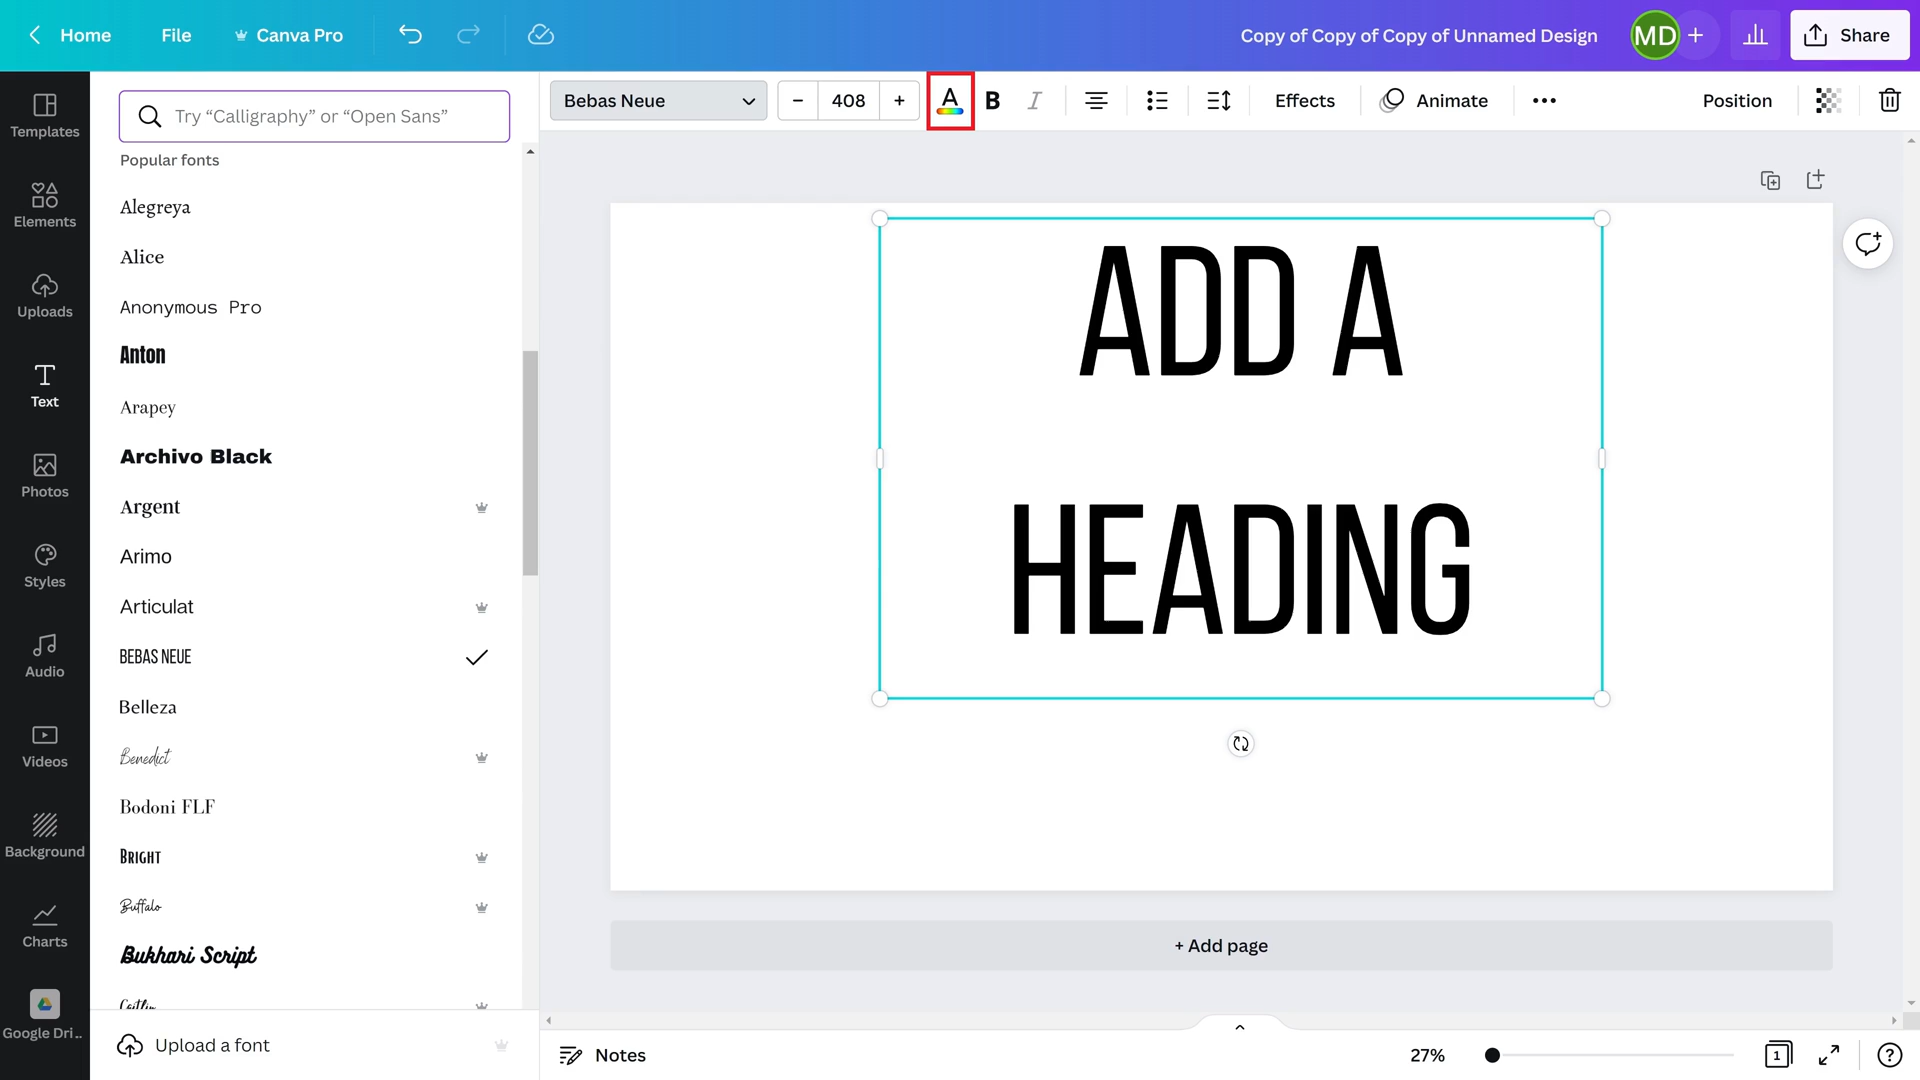 Home
File
Canva Pro
Copy of Copy of Copy of Unnamed Design
MD
+
Share
Templates
Elements
Uploads
Text
Photos
Styles
Audio
Videos
Background
Charts
Google Dri..
Try “Calligraphy” or “Open Sans”
Popular fonts
Alegreya
Alice
Anonymous Pro
Anton
Arapey
Archivo Black
Argent
Arimo
Articulat
BEBAS NEUE
Belleza
Benedict
Bodoni FLF
BRIGHT
Buffalo
Bukhari Script
Caitlin
Upload a font
Bebas Neue
– 408 +
A
B
I
Effects
Animate
Position
ADD A
HEADING
+ Add page
Notes
27%
1
?